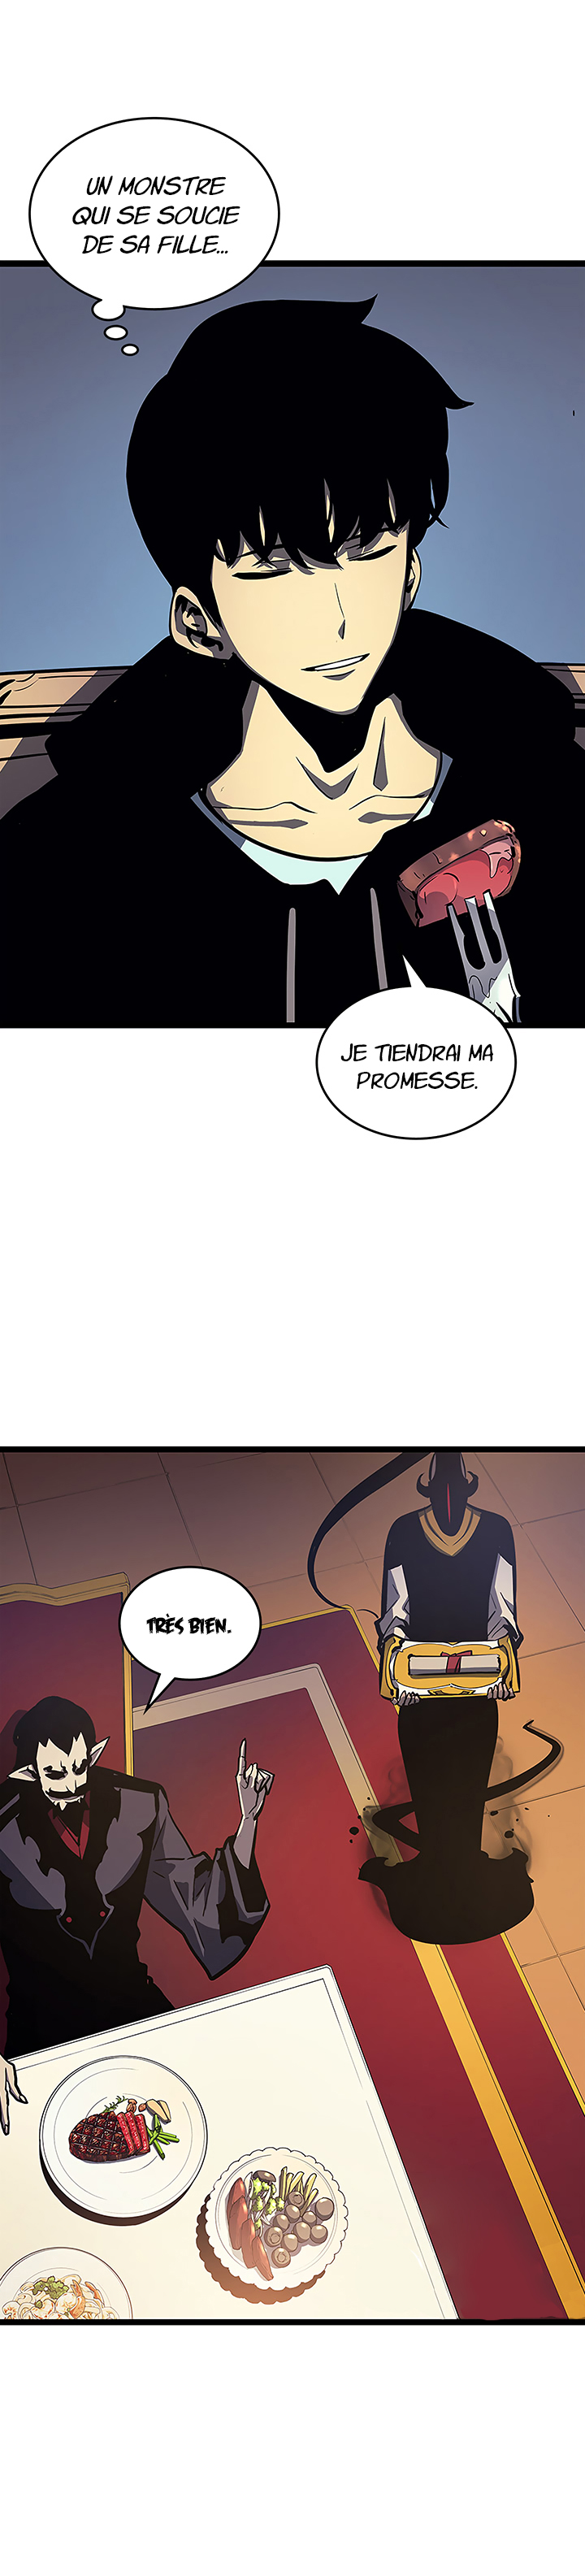 UN MONSTRE
QUI SE SOUCIE
DE SA FILLE...
JE TIENDRAI MA
PROMESSE.
TRÈS BIEN.